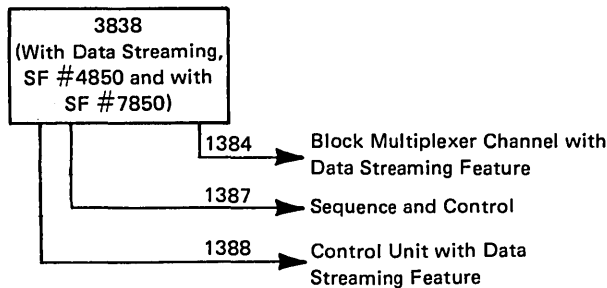 3838
(With Data Streaming,
SF #4850 and with
SF #7850)
1384
Block Multiplexer Channel with
Data Streaming Feature
1387
Sequence and Control
1388
Control Unit with Data
Streaming Feature